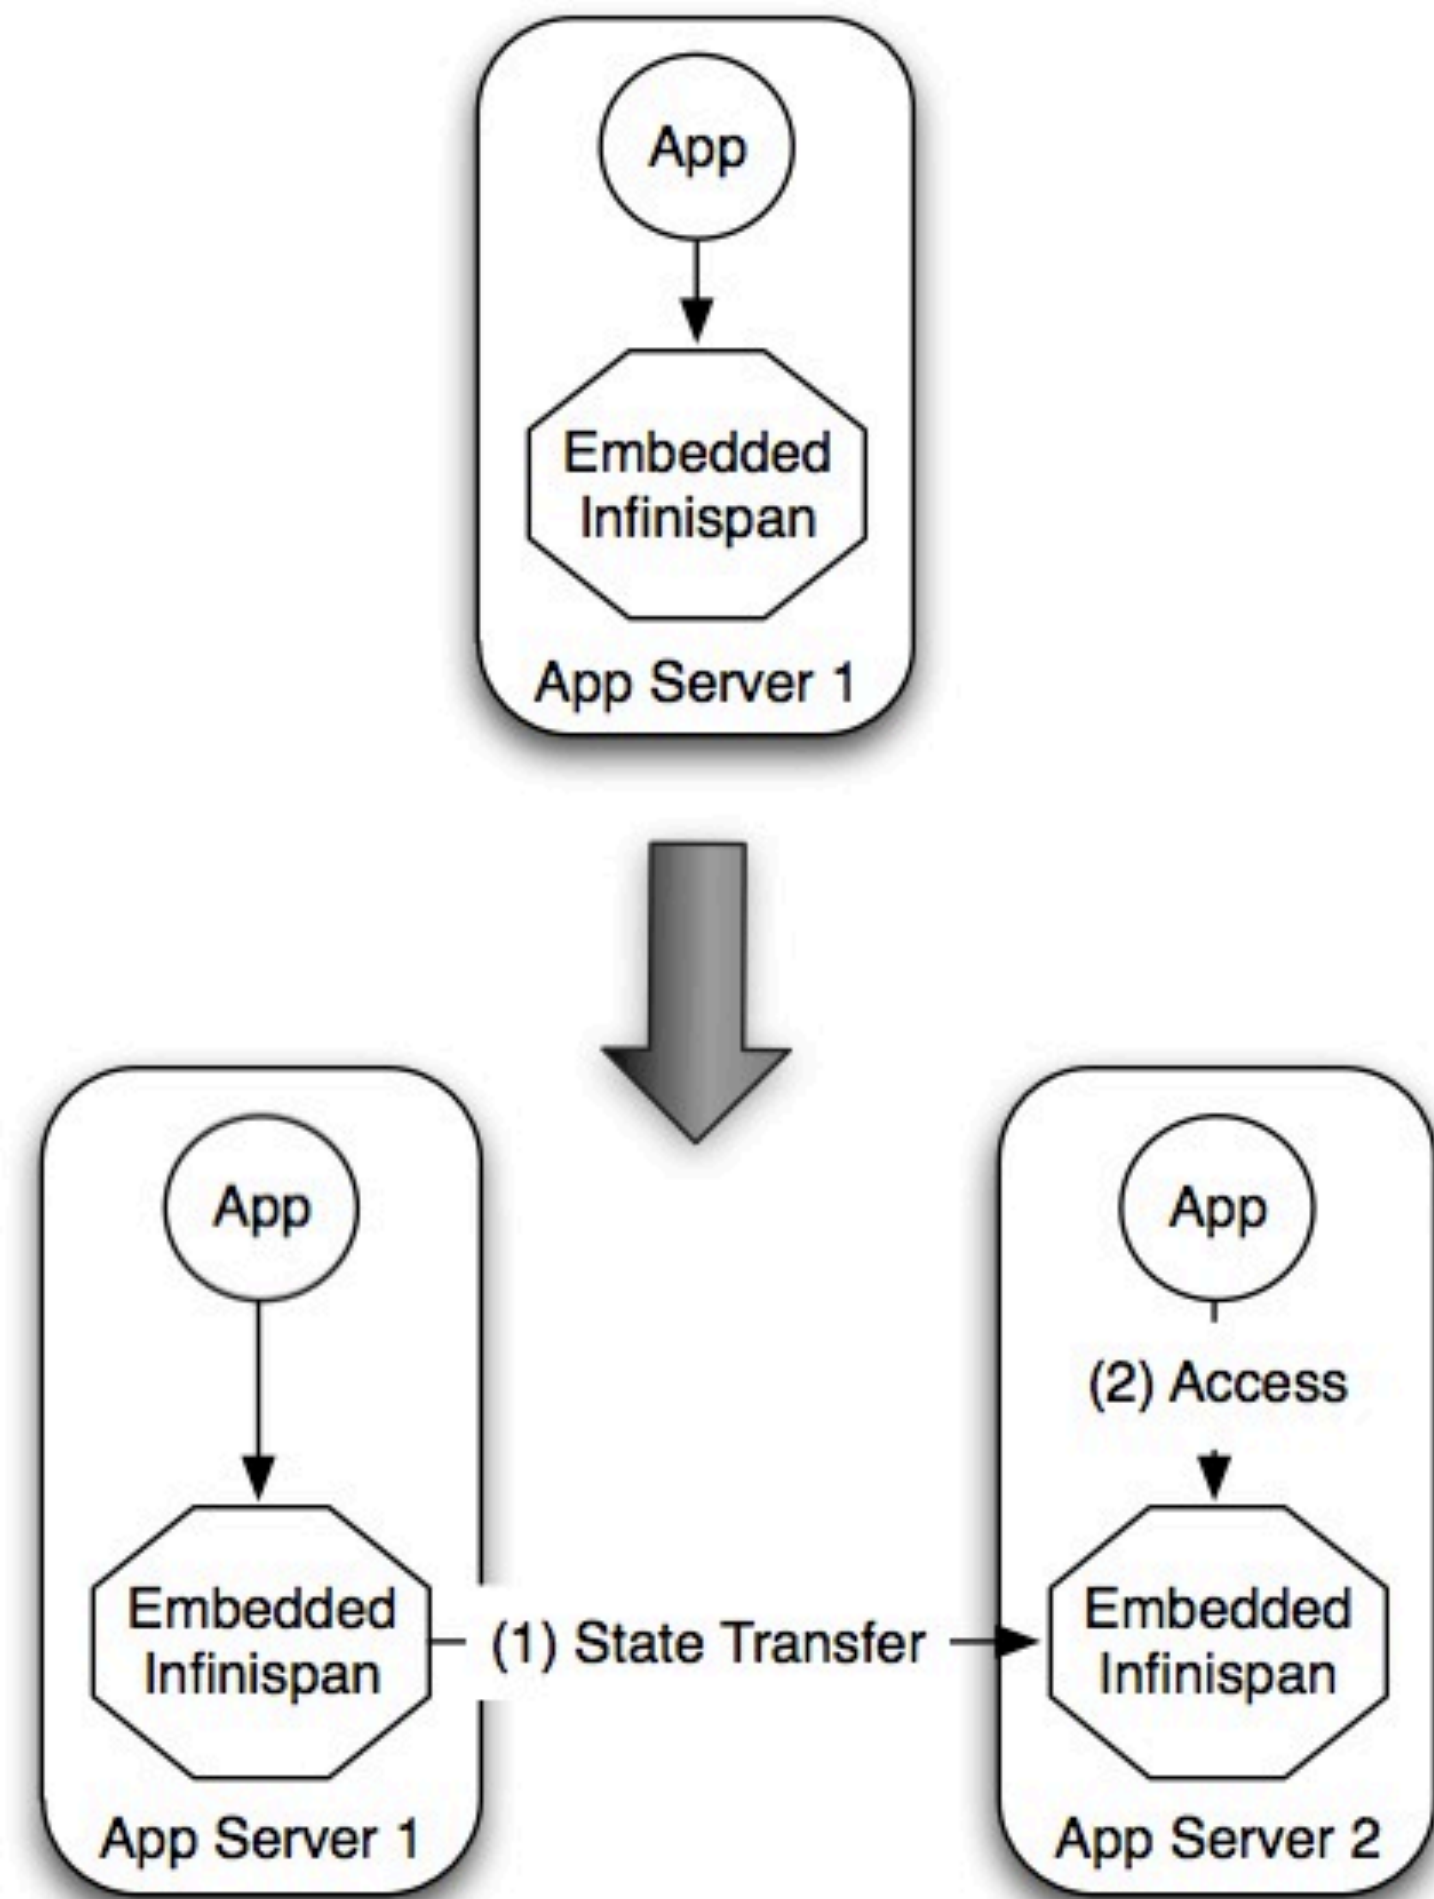 App
Embedded
Infinispan
App Server 1
App
App
(2) Access
Embedded
Infinispan
(1) State Transfer
Embedded
Infinispan
App Server 1
App Server 2